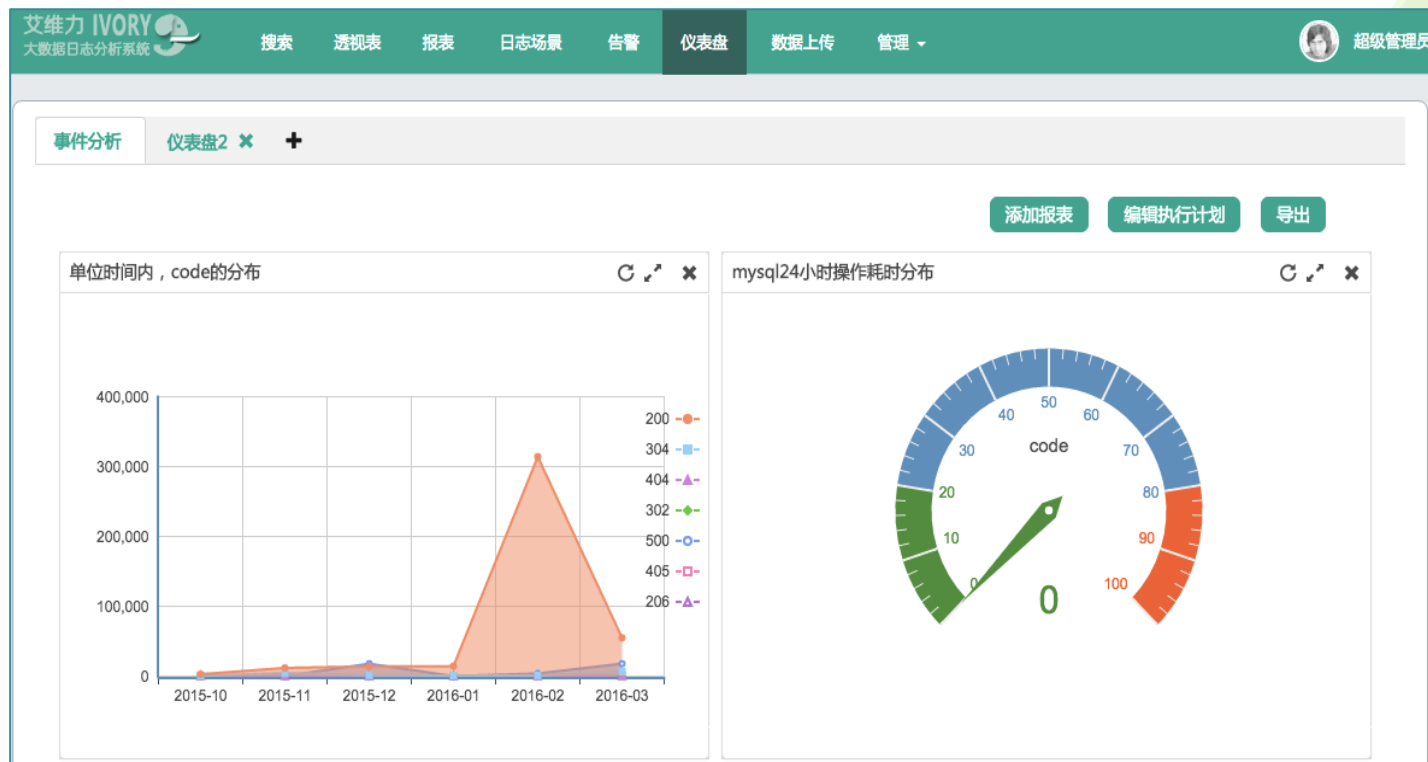 艾维力 IVORY
大数据日志分析系统
搜索 透视表 报表 日志场景 告警 仪表盘 数据上传 管理
超级管理员
事件分析 仪表盘2
添加报表 编辑执行计划 导出
单位时间内，code的分布
400,000
300,000
200,000
100,000
0
2015-10 2015-11 2015-12 2016-01 2016-02 2016-03
200
304
404
302
500
405
206
mysql24小时操作耗时分布
0 10 20 30 40 50 60 70 80 90 100
code
0